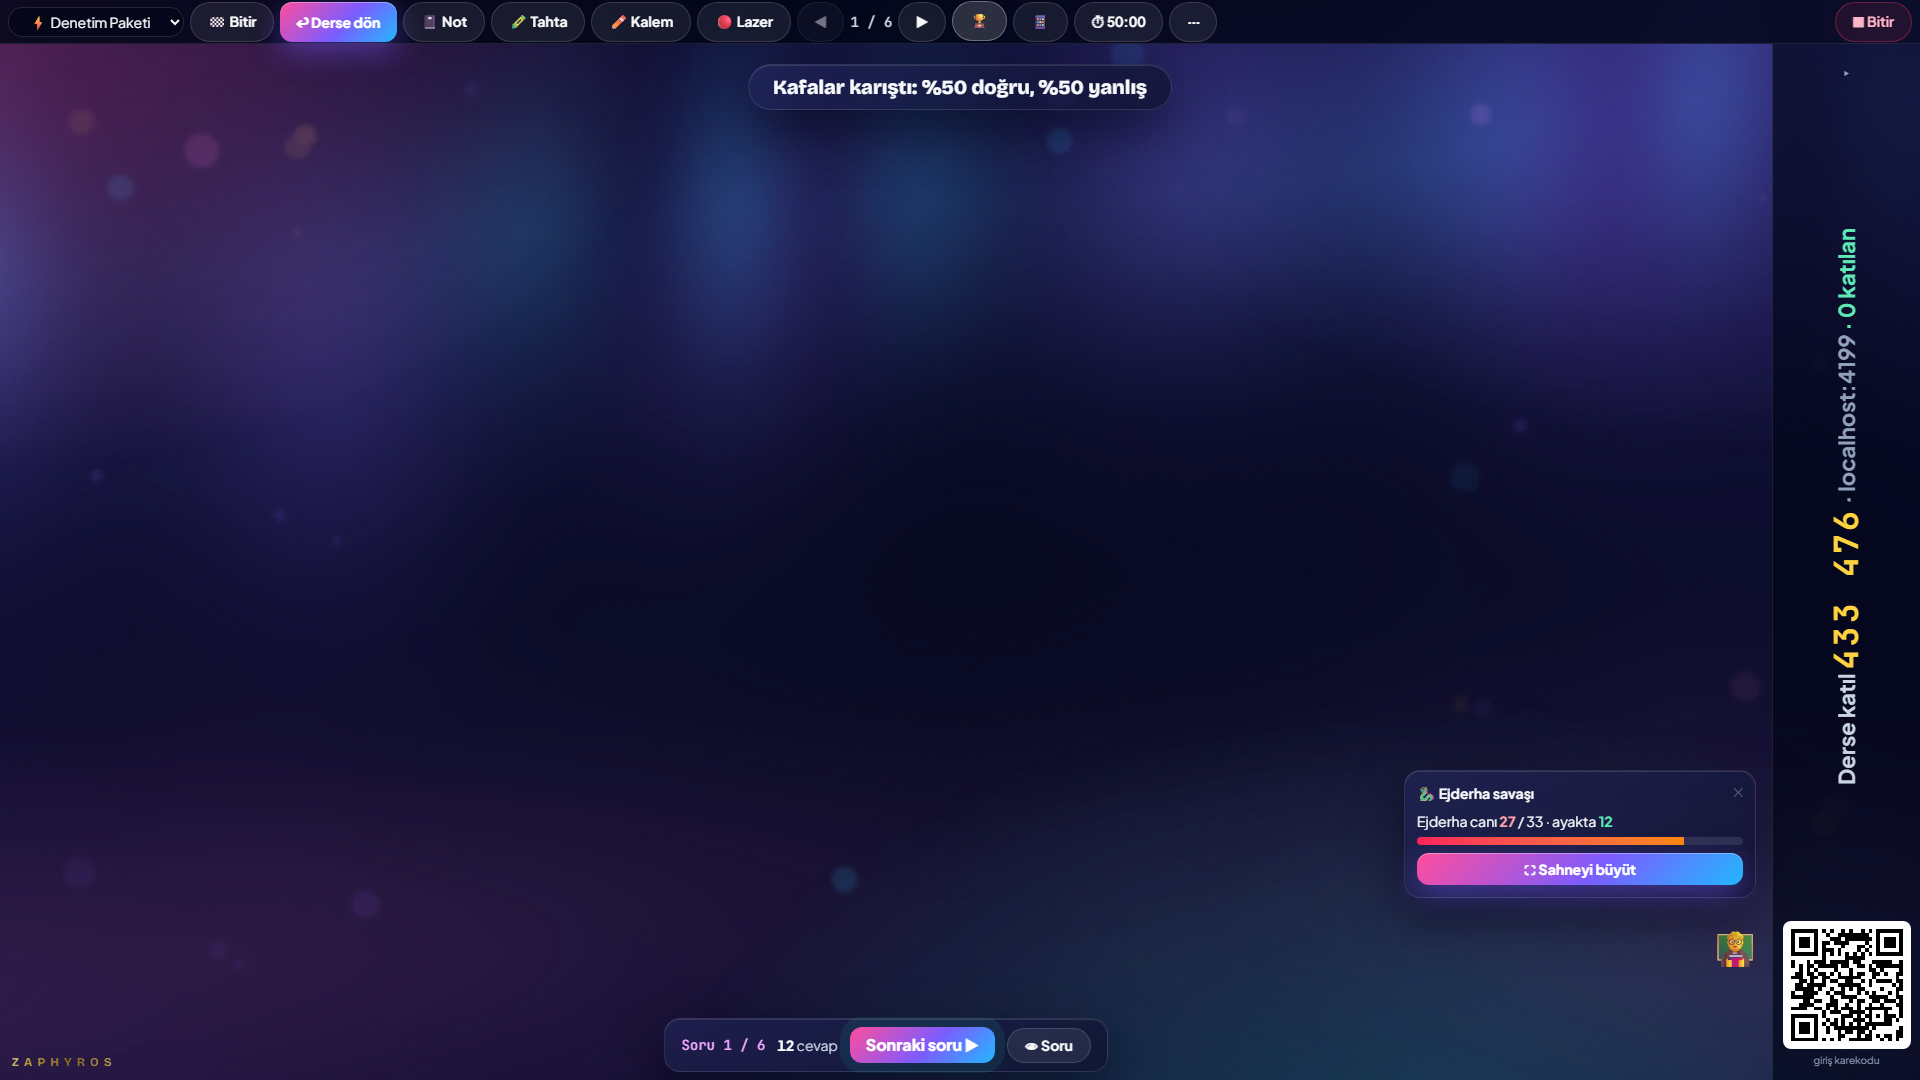 Denetim Paketi
Bitir
Derse dön
Not
Tahta
Kalem
Lazer
1 / 6
50:00
Bitir
Kafalar karıştı: %50 doğru, %50 yanlış
Derse katıl 433 476 · localhost:4199 · 0 katılan
Ejderha savaşı
Ejderha canı 27 / 33 · ayakta 12
Sahneyi büyüt
Soru 1 / 6 12 cevap Sonraki soru Soru
ZAPHYROS
giriş karekodu